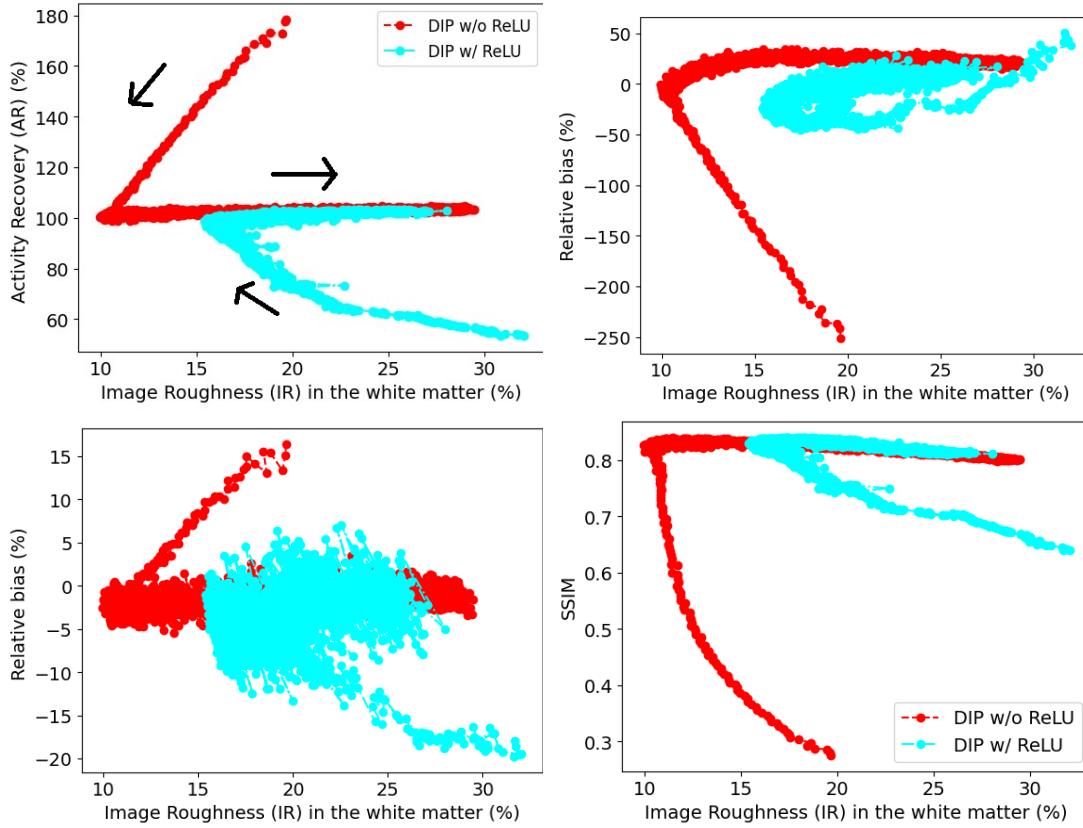 180
160
140
120
100
80
60
Activity Recovery (AR) (%)
10 15 20 25 30
Image Roughness (IR) in the white matter (%)
DIP w/o ReLU
DIP w/ ReLU
50
0
−50
−100
−150
−200
−250
Relative bias (%)
10 15 20 25 30
Image Roughness (IR) in the white matter (%)
15
10
5
0
−5
−10
−15
−20
Relative bias (%)
10 15 20 25 30
Image Roughness (IR) in the white matter (%)
0.8
0.7
0.6
0.5
0.4
0.3
SSIM
10 15 20 25 30
Image Roughness (IR) in the white matter (%)
DIP w/o ReLU
DIP w/ ReLU